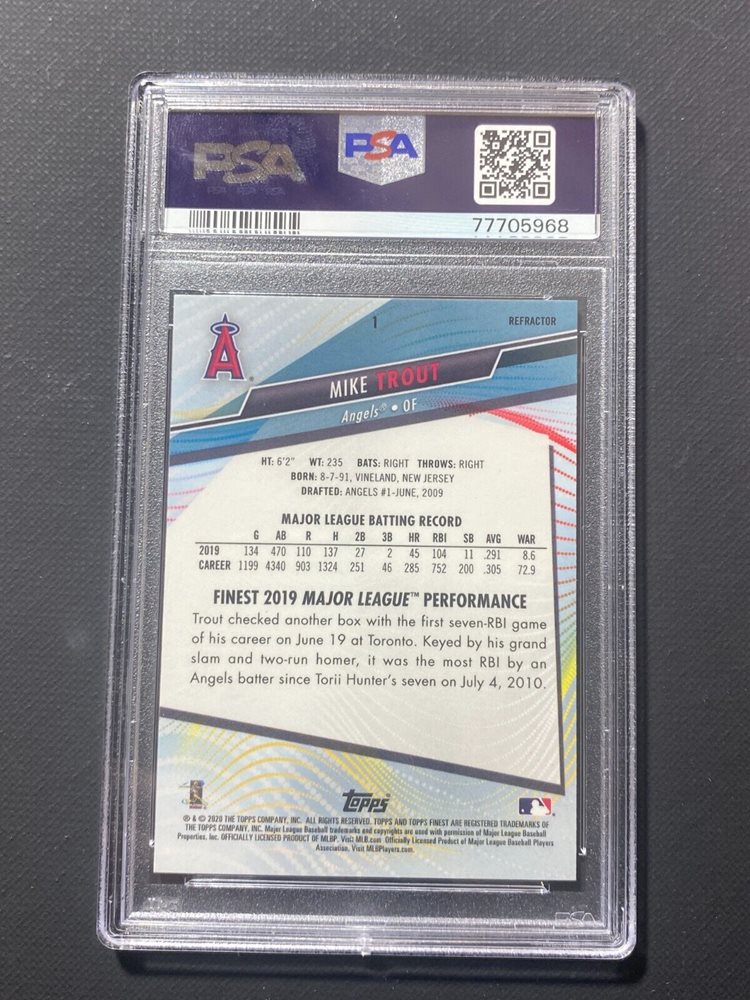 PSA PSA
77705968
A
1 REFRACTOR
MIKE TROUT
Angels® • OF
HT: 6'2" WT: 235 BATS: RIGHT THROWS: RIGHT
BORN: 8-7-91, VINELAND, NEW JERSEY
DRAFTED: ANGELS #1-JUNE, 2009
MAJOR LEAGUE BATTING RECORD
G AB R H 2B 3B HR RBI SB AVG WAR
2019 134 470 110 137 27 2 45 104 11 .291 8.6
CAREER 1199 4340 903 1324 251 46 285 752 200 .305 72.9
FINEST 2019 MAJOR LEAGUE™ PERFORMANCE
Trout checked another box with the first seven-RBI game
of his career on June 19 at Toronto. Keyed by his grand
slam and two-run homer, it was the most RBI by an
Angels batter since Torii Hunter's seven on July 4, 2010.
topps®
® & © 2020 THE TOPPS COMPANY, INC. ALL RIGHTS RESERVED. TOPPS AND TOPPS FINEST ARE REGISTERED TRADEMARKS OF
THE TOPPS COMPANY, INC. Major League Baseball trademarks and copyrights are used with permission of Major League Baseball
Properties, Inc. OFFICIALLY LICENSED PRODUCT OF MLBP. Visit MLB.com Officially Licensed Product of Major League Baseball Players
Association. Visit MLBPlayers.com.
PSA